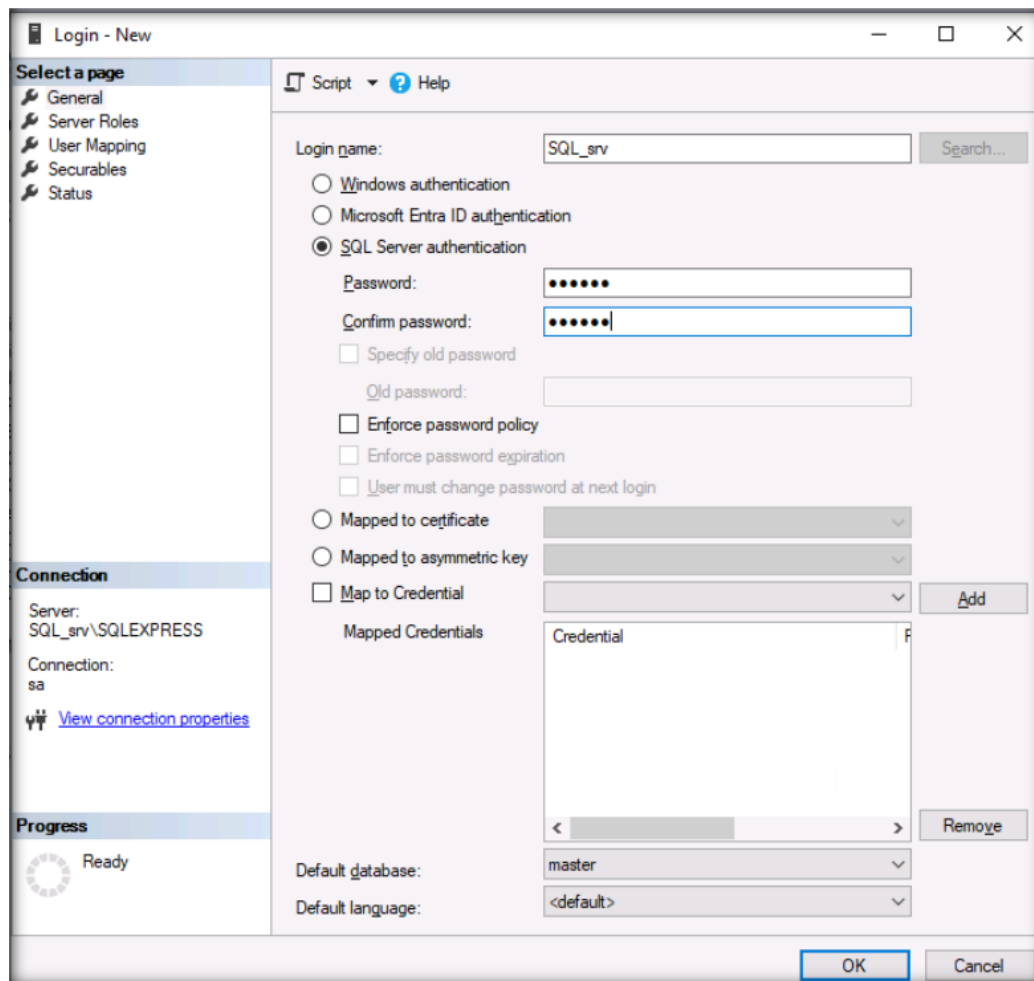 Login - New
Select a page
General
Server Roles
User Mapping
Securables
Status
Script
Help
Login name:
SQL_srv
Search...
Windows authentication
Microsoft Entra ID authentication
SQL Server authentication
Password:
●●●●●●
Confirm password:
●●●●●●
Specify old password
Old password:
Enforce password policy
Enforce password expiration
User must change password at next login
Mapped to certificate
Mapped to asymmetric key
Map to Credential
Add
Mapped Credentials
Credential
Remove
Default database:
master
Default language:
<default>
Connection
Server:
SQL_srv\SQLEXPRESS
Connection:
sa
View connection properties
Progress
Ready
OK
Cancel